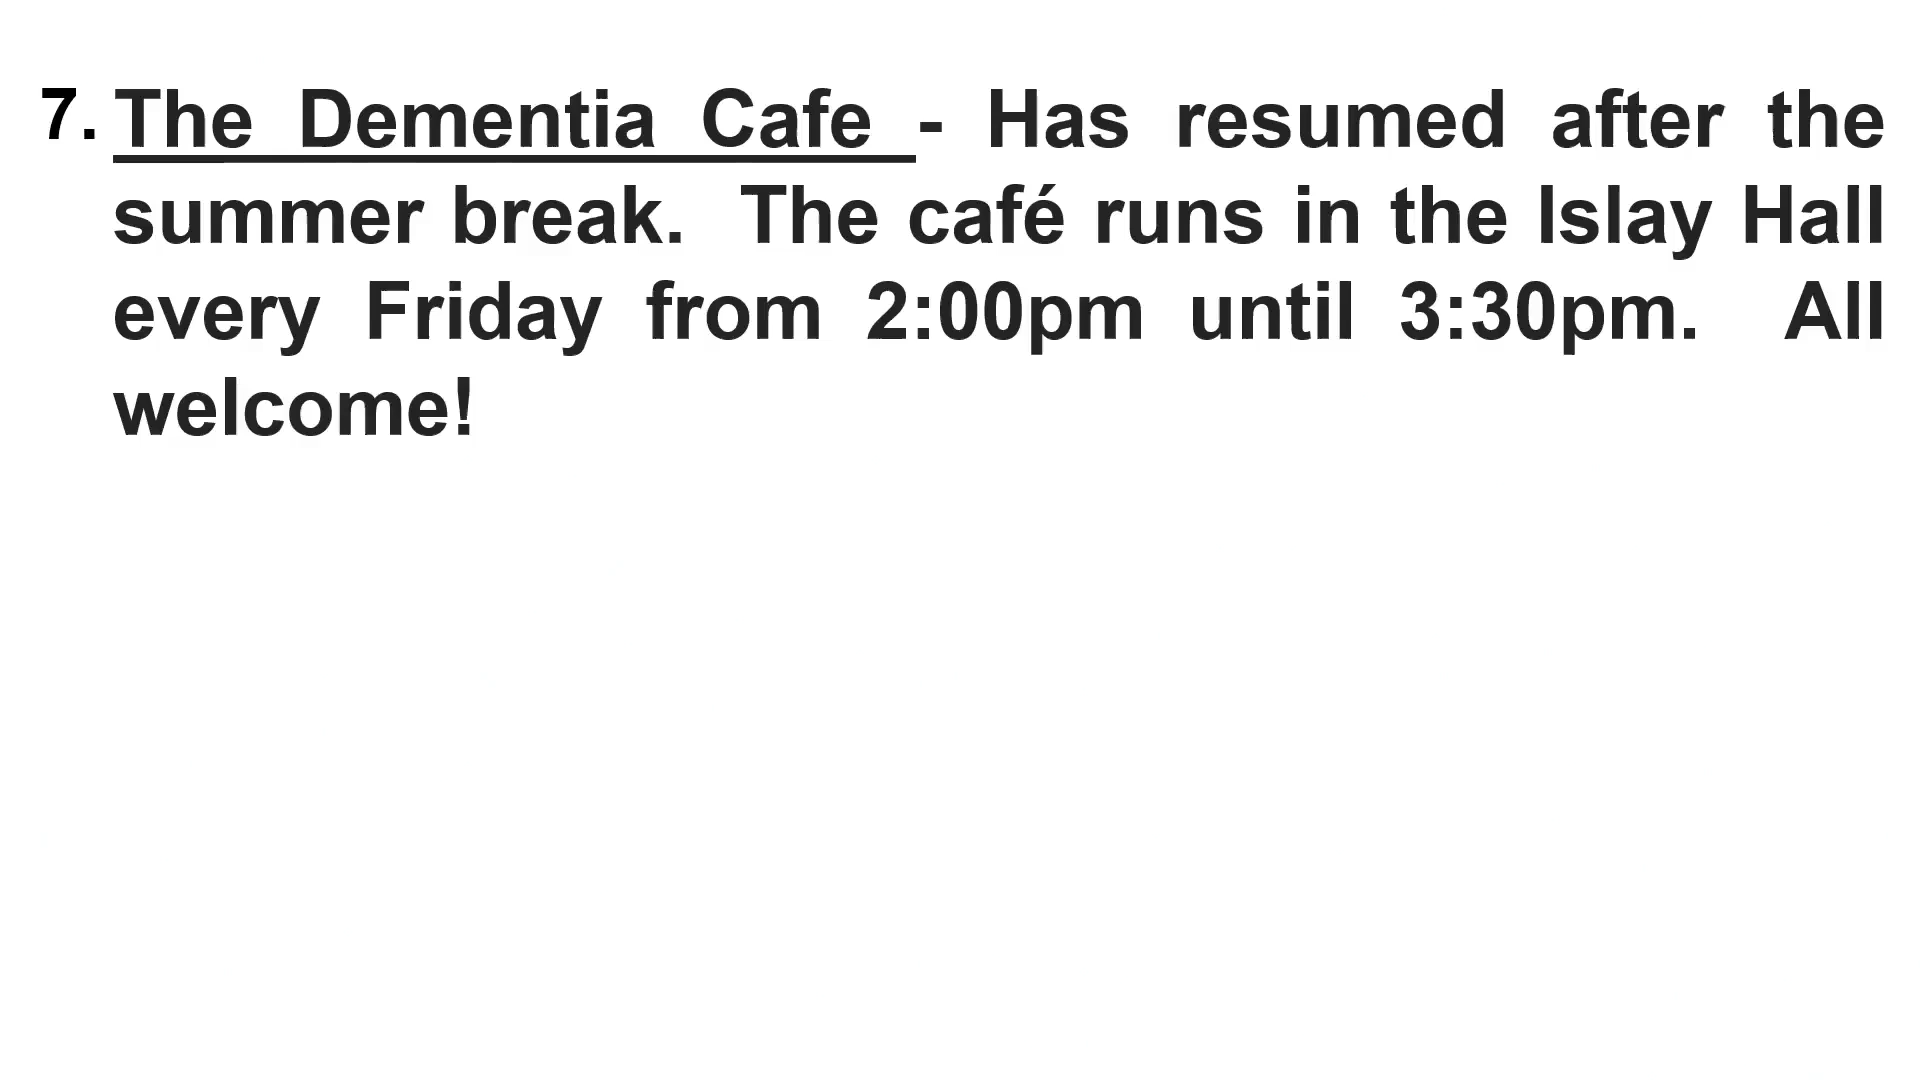 7. The Dementia Cafe - Has resumed after the
summer break.  The café runs in the Islay Hall
every Friday from 2:00pm until 3:30pm.  All
welcome!